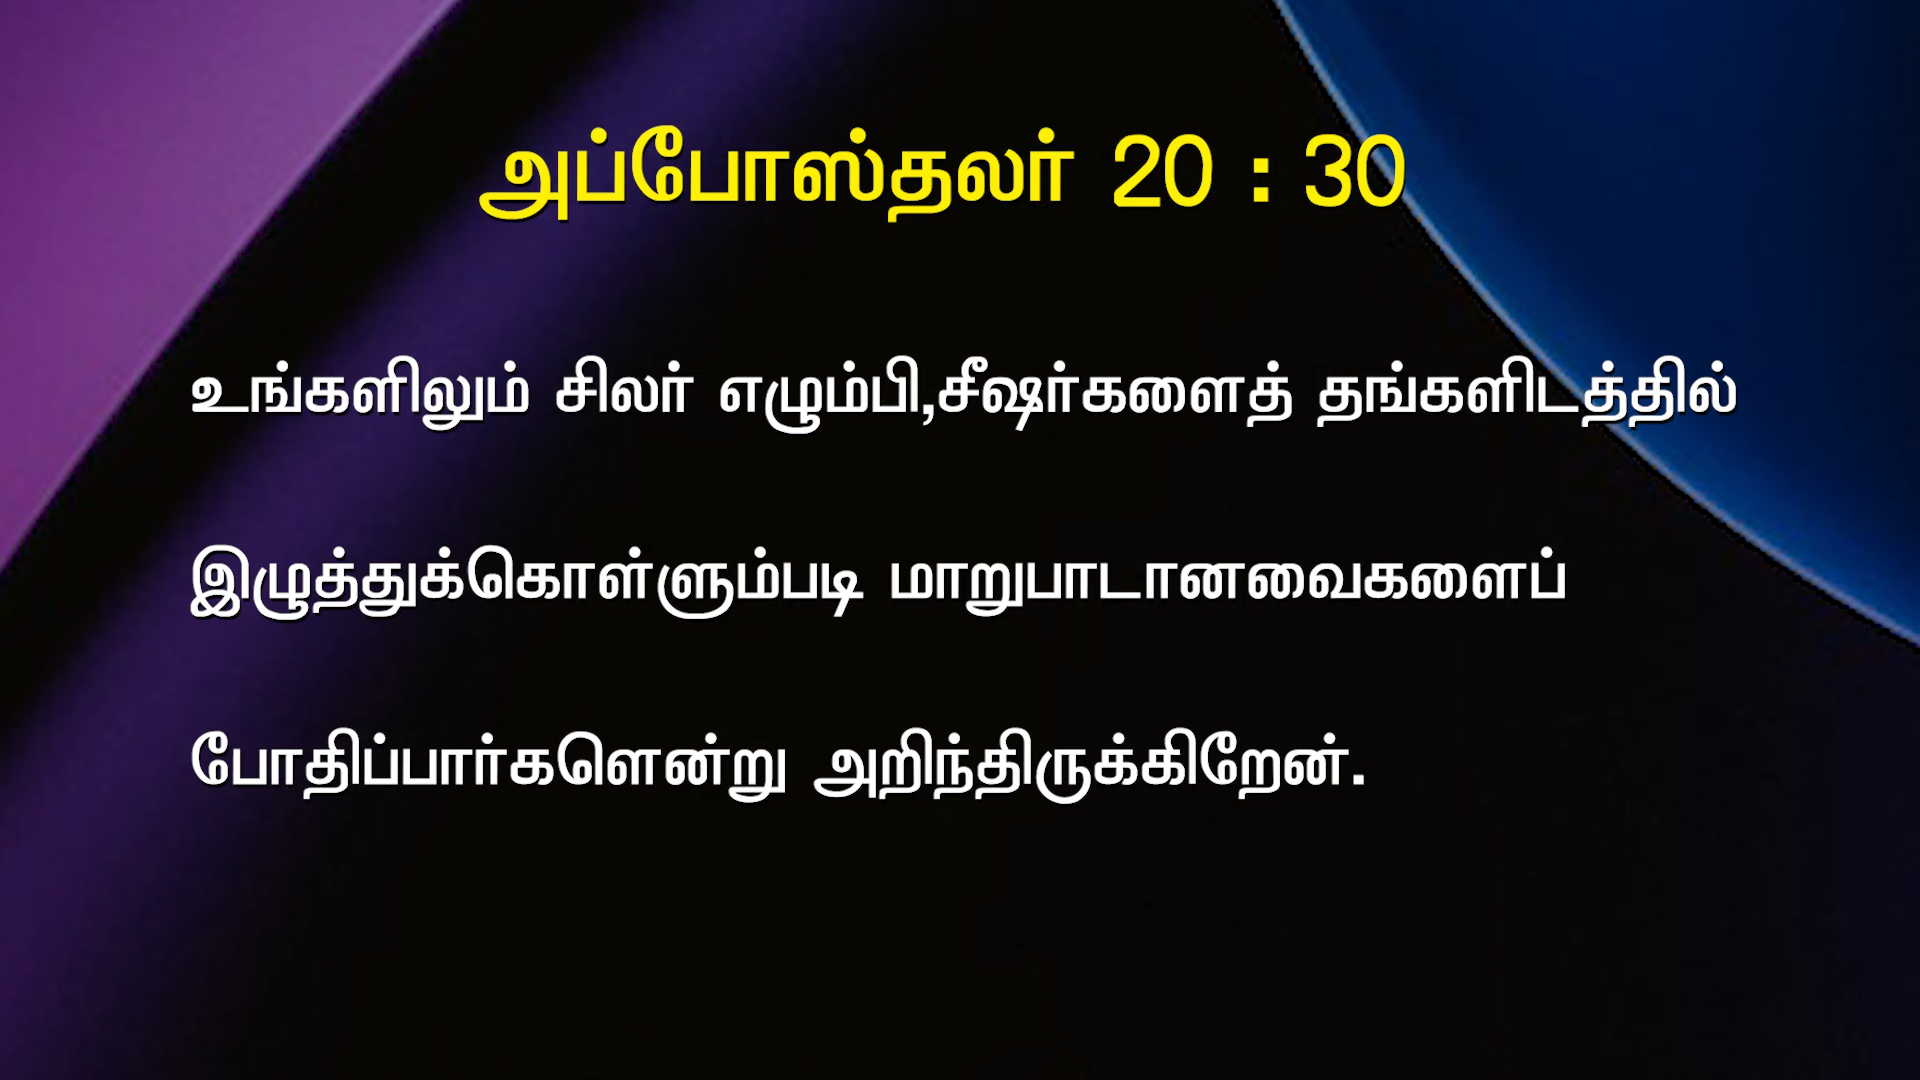 அப்போஸ்தலர் 20 : 30
உங்களிலும் சிலர் எழும்பி,சீஷர்களைத் தங்களிடத்தில்
இழுத்துக்கொள்ளும்படி மாறுபாடானவைகளைப்
போதிப்பார்களென்று அறிந்திருக்கிறேன்.